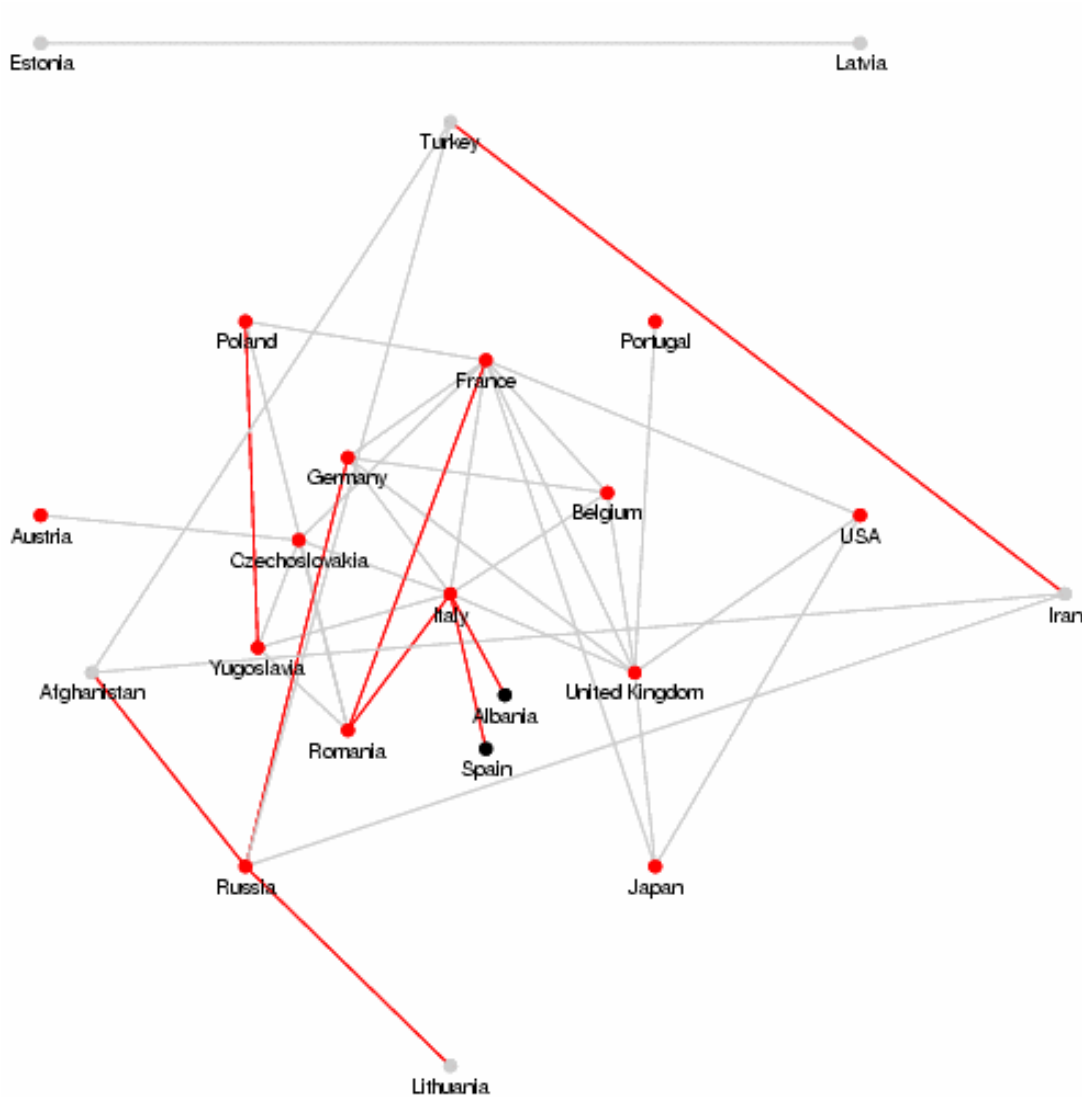 Estonia
Latvia
Turkey
Poland
Portugal
France
Germany
Belgium
Austria
USA
Czechoslovakia
Italy
Iran
Yugoslavia
Afghanistan
United Kingdom
Albania
Romania
Spain
Russia
Japan
Lithuania